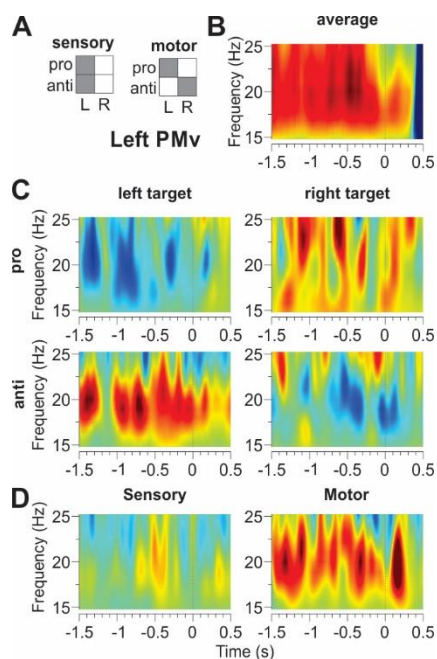 A
sensory
motor
pro
anti
L R
pro
anti
L R
Left PMv
B
average
Frequency (Hz)
25
20
15
-1.5 -1 -0.5 0 0.5
C
left target
right target
pro
Frequency (Hz)
25
20
15
-1.5 -1 -0.5 0 0.5
25
20
15
-1.5 -1 -0.5 0 0.5
anti
Frequency (Hz)
25
20
15
-1.5 -1 -0.5 0 0.5
25
20
15
-1.5 -1 -0.5 0 0.5
D
Sensory
Motor
Frequency (Hz)
25
20
15
-1.5 -1 -0.5 0 0.5
25
20
15
-1.5 -1 -0.5 0 0.5
Time (s)